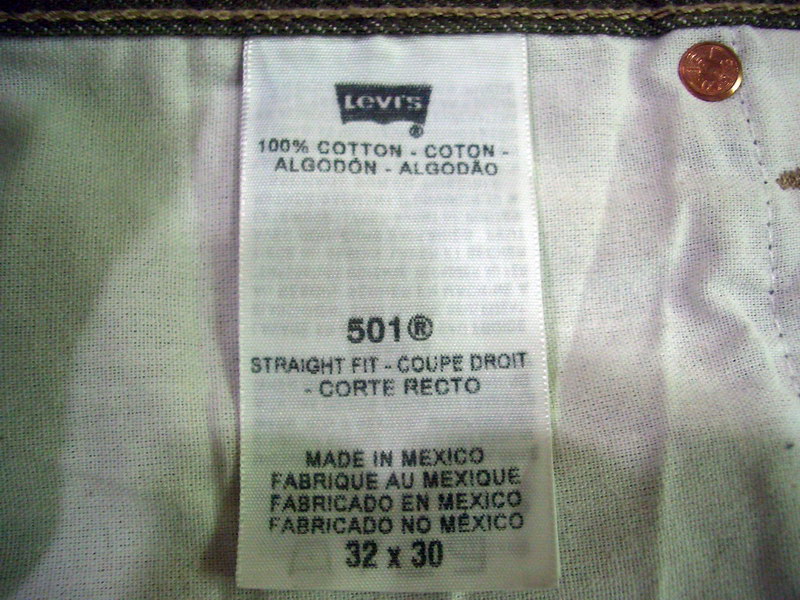 Levi's
®
100% COTTON - COTON -
ALGODÓN - ALGODÃO
501®
STRAIGHT FIT - COUPE DROIT
- CORTE RECTO
MADE IN MEXICO
FABRIQUE AU MEXIQUE
FABRICADO EN MEXICO
FABRICADO NO MÉXICO
32 x 30